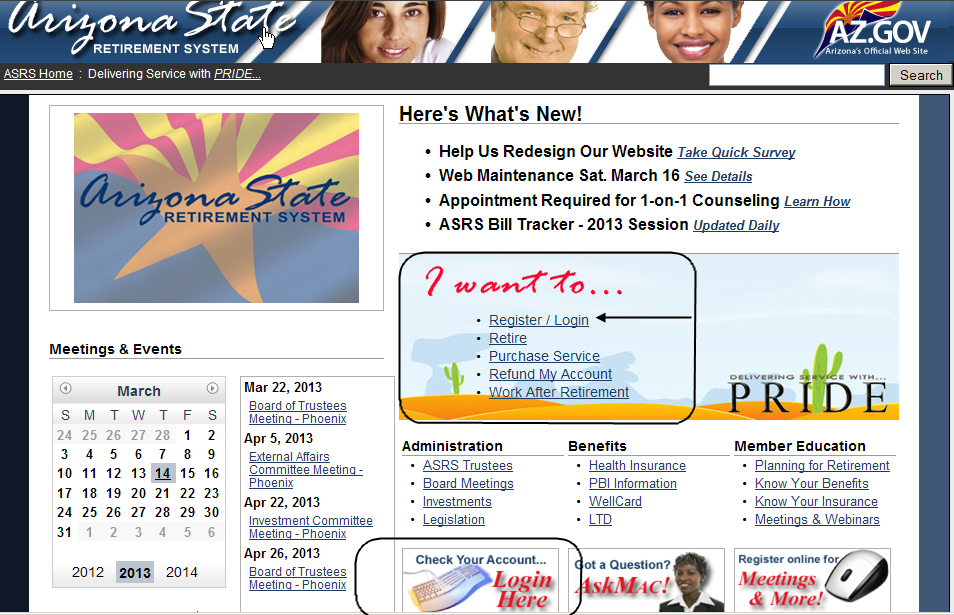 Arizona State
RETIREMENT SYSTEM
AZ.GOV
Arizona's Official Web Site
ASRS Home : Delivering Service with PRIDE...
Search
Arizona State
RETIREMENT SYSTEM
Here's What's New!
• Help Us Redesign Our Website Take Quick Survey
• Web Maintenance Sat. March 16 See Details
• Appointment Required for 1-on-1 Counseling Learn How
• ASRS Bill Tracker - 2013 Session Updated Daily
I want to...
• Register / Login
• Retire
• Purchase Service
• Refund My Account
• Work After Retirement
DELIVERING SERVICE WITH...
PRIDE
Meetings & Events
March
S M T W T F S
24 25 26 27 28 1 2
3 4 5 6 7 8 9
10 11 12 13 14 15 16
17 18 19 20 21 22 23
24 25 26 27 28 29 30
31 1 2 3 4 5 6
2012 2013 2014
Mar 22, 2013
Board of Trustees
Meeting - Phoenix
Apr 5, 2013
External Affairs
Committee Meeting -
Phoenix
Apr 22, 2013
Investment Committee
Meeting - Phoenix
Apr 26, 2013
Board of Trustees
Meeting - Phoenix
Administration
• ASRS Trustees
• Board Meetings
• Investments
• Legislation
Benefits
• Health Insurance
• PBI Information
• WellCard
• LTD
Member Education
• Planning for Retirement
• Know Your Benefits
• Know Your Insurance
• Meetings & Webinars
Check Your Account...
Login
Here
Got a Question?
AskMac!
Register online for
Meetings
& More!